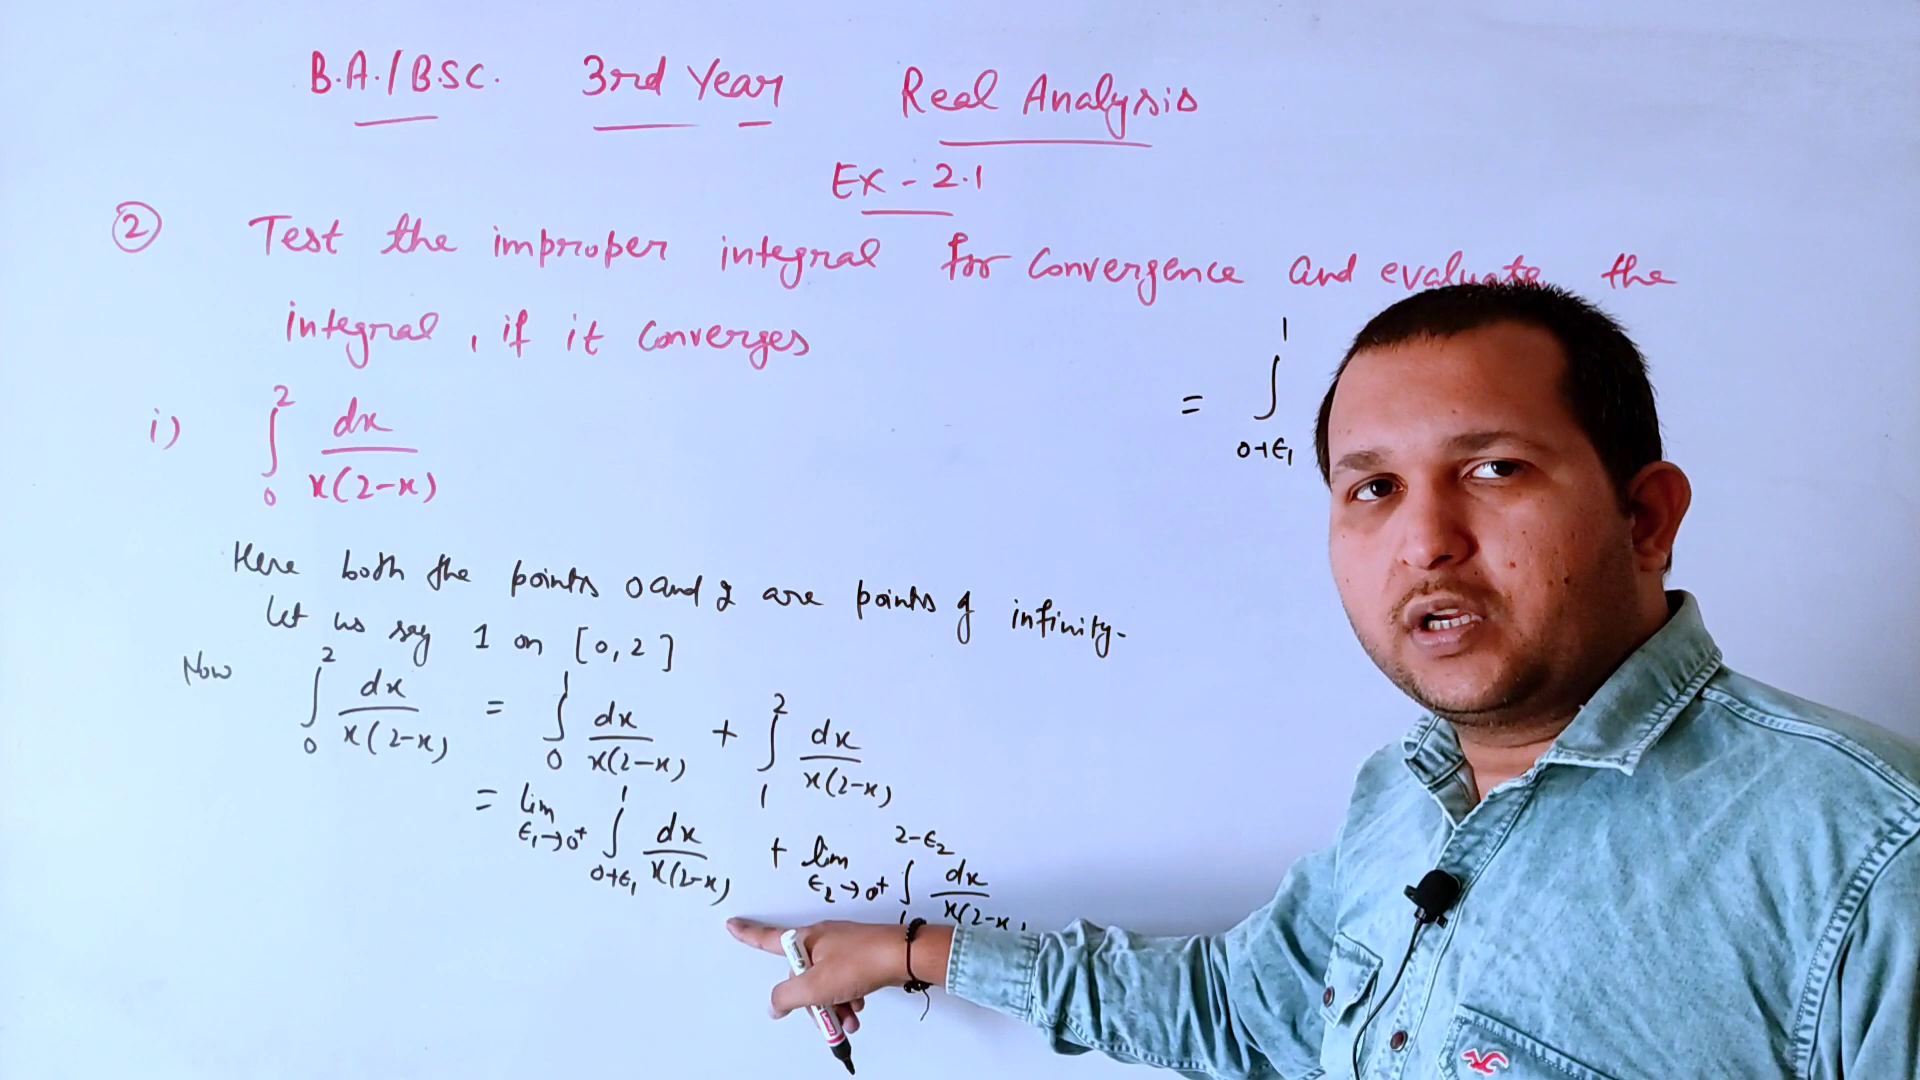 B.A./B.SC. 3rd Year Real Analysis
Ex - 2.1
② Test the improper integral for convergence and evaluate the
integral, if it converges
i) ∫₀² dx/x(2-x)
Here both the points 0 and 2 are points of infinity.
Let us say 1 on [0, 2]
Now ∫₀² dx/x(2-x) = ∫₀¹ dx/x(2-x) + ∫₁² dx/x(2-x)
= lim ε₁→0⁺ ∫_{0+ε₁}^{1} dx/x(2-x) + lim ε₂→0⁺ ∫_{1}^{2-ε₂} dx/x(2-x
= ∫_{0+ε₁}^{1}